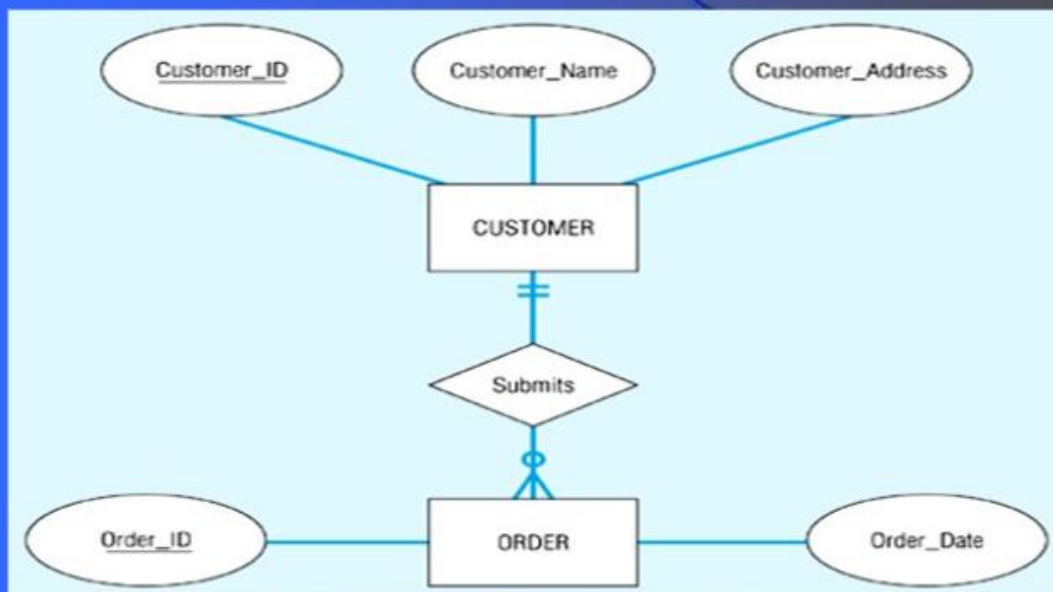 Customer_ID
Customer_Name
Customer_Address
CUSTOMER
Submits
Order_ID
ORDER
Order_Date